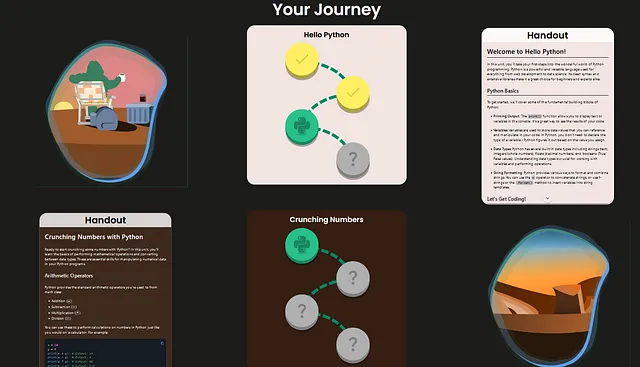 Your Journey
Hello Python
Handout
Welcome to Hello Python!
In this unit, you'll take your first steps into the wonderful world of Python
programming. Python is a powerful and versatile language used for
everything from web development to data science. Its clean syntax and
extensive libraries make it a great choice for beginners and experts alike.
Python Basics
To get started, we'll cover some of the fundamental building blocks of
Python:
Printing Output: The print() function allows you to display text or
variables in the console. It's a great way to see the results of your code.
Variables: Variables are used to store data values that you can reference
and manipulate in your code. In Python, you don't need to declare the
type of a variable - Python figures it out based on the value you assign.
Data Types: Python has several built-in data types including strings (text),
integers (whole numbers), floats (decimal numbers), and booleans (True/
False values). Understanding data types is crucial for working with
variables and performing operations.
String Formatting: Python provides various ways to format and combine
strings. You can use the + operator to concatenate strings or use f-
strings or the .format() method to insert variables into string
templates.
Let's Get Coding!
Handout
Crunching Numbers with Python
Ready to start crunching some numbers with Python? In this unit, you'll
learn the basics of performing mathematical operations and converting
between data types. These are essential skills for manipulating numerical
data in your Python programs.
Arithmetic Operators
Python provides the standard arithmetic operators you're used to from
math class:
Addition (+)
Subtraction (-)
Multiplication (*)
Division (/)
You can use these to perform calculations on numbers in Python just like
you would on a calculator. For example:
Crunching Numbers
?
?
?
?